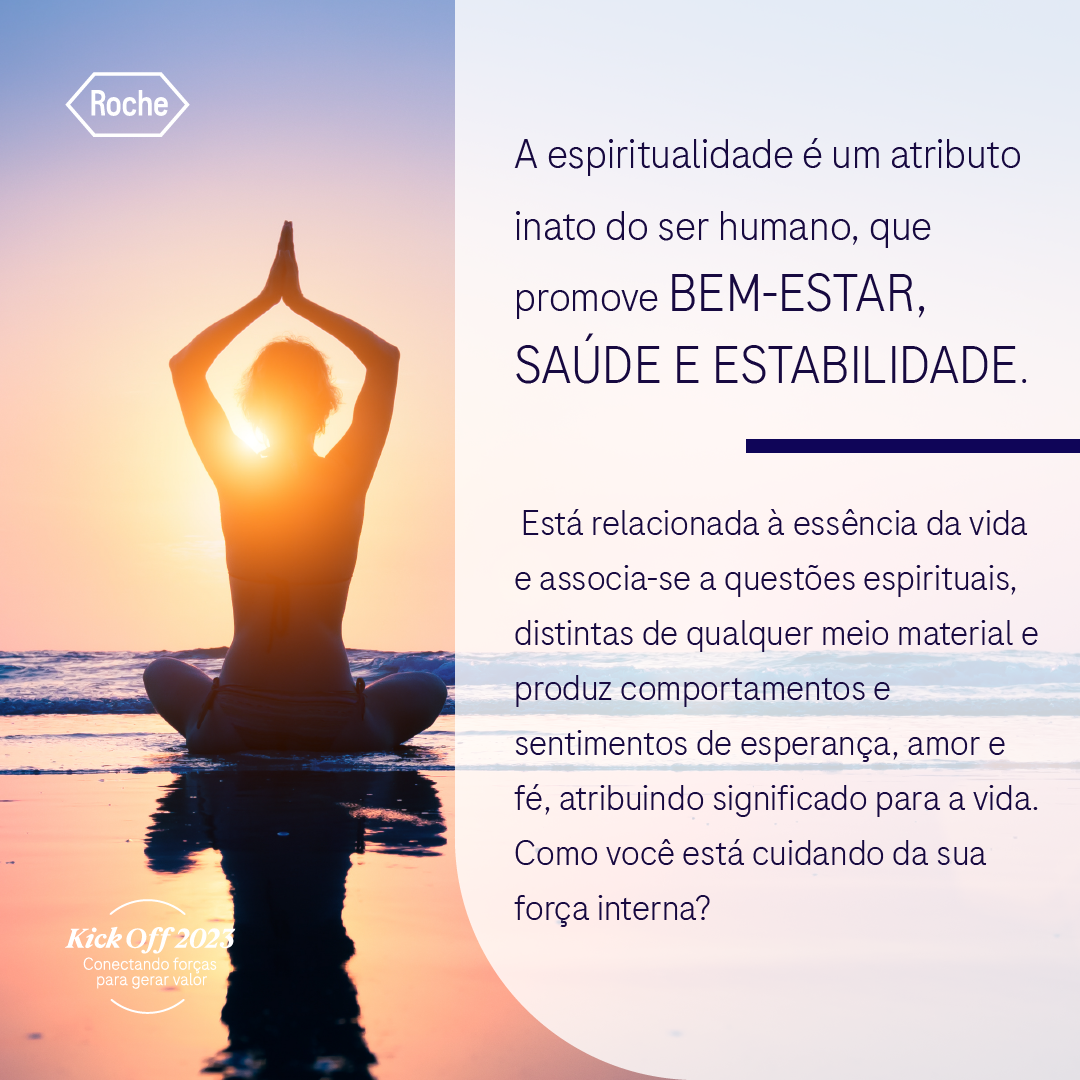 Roche
A espiritualidade é um atributo
inato do ser humano, que
promove BEM-ESTAR,
SAÚDE E ESTABILIDADE.
Está relacionada à essência da vida
e associa-se a questões espirituais,
distintas de qualquer meio material e
produz comportamentos e
sentimentos de esperança, amor e
fé, atribuindo significado para a vida.
Como você está cuidando da sua
força interna?
Kick Off 2023
Conectando forças
para gerar valor